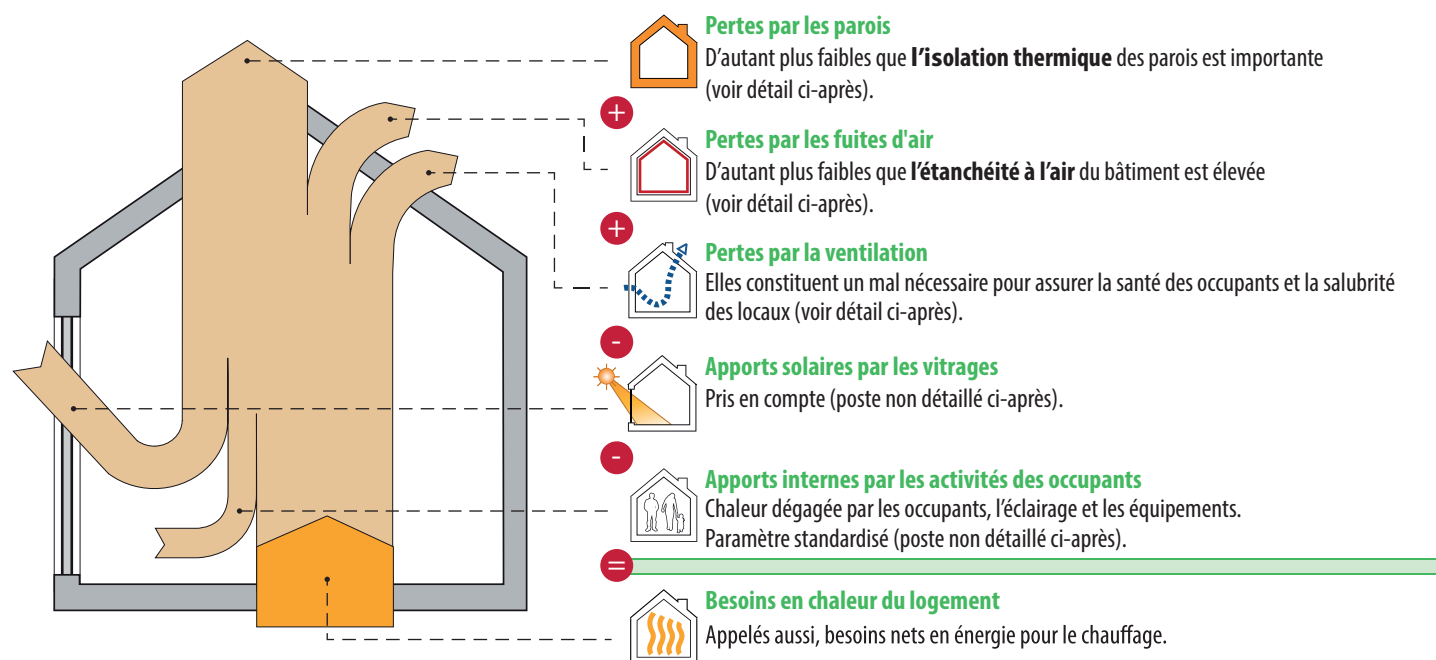 Pertes par les parois
D'autant plus faibles que l'isolation thermique des parois est importante
(voir détail ci-après).
+
Pertes par les fuites d'air
D'autant plus faibles que l'étanchéité à l'air du bâtiment est élevée
(voir détail ci-après).
+
Pertes par la ventilation
Elles constituent un mal nécessaire pour assurer la santé des occupants et la salubrité
des locaux (voir détail ci-après).
-
Apports solaires par les vitrages
Pris en compte (poste non détaillé ci-après).
-
Apports internes par les activités des occupants
Chaleur dégagée par les occupants, l'éclairage et les équipements.
Paramètre standardisé (poste non détaillé ci-après).
=
Besoins en chaleur du logement
Appelés aussi, besoins nets en énergie pour le chauffage.